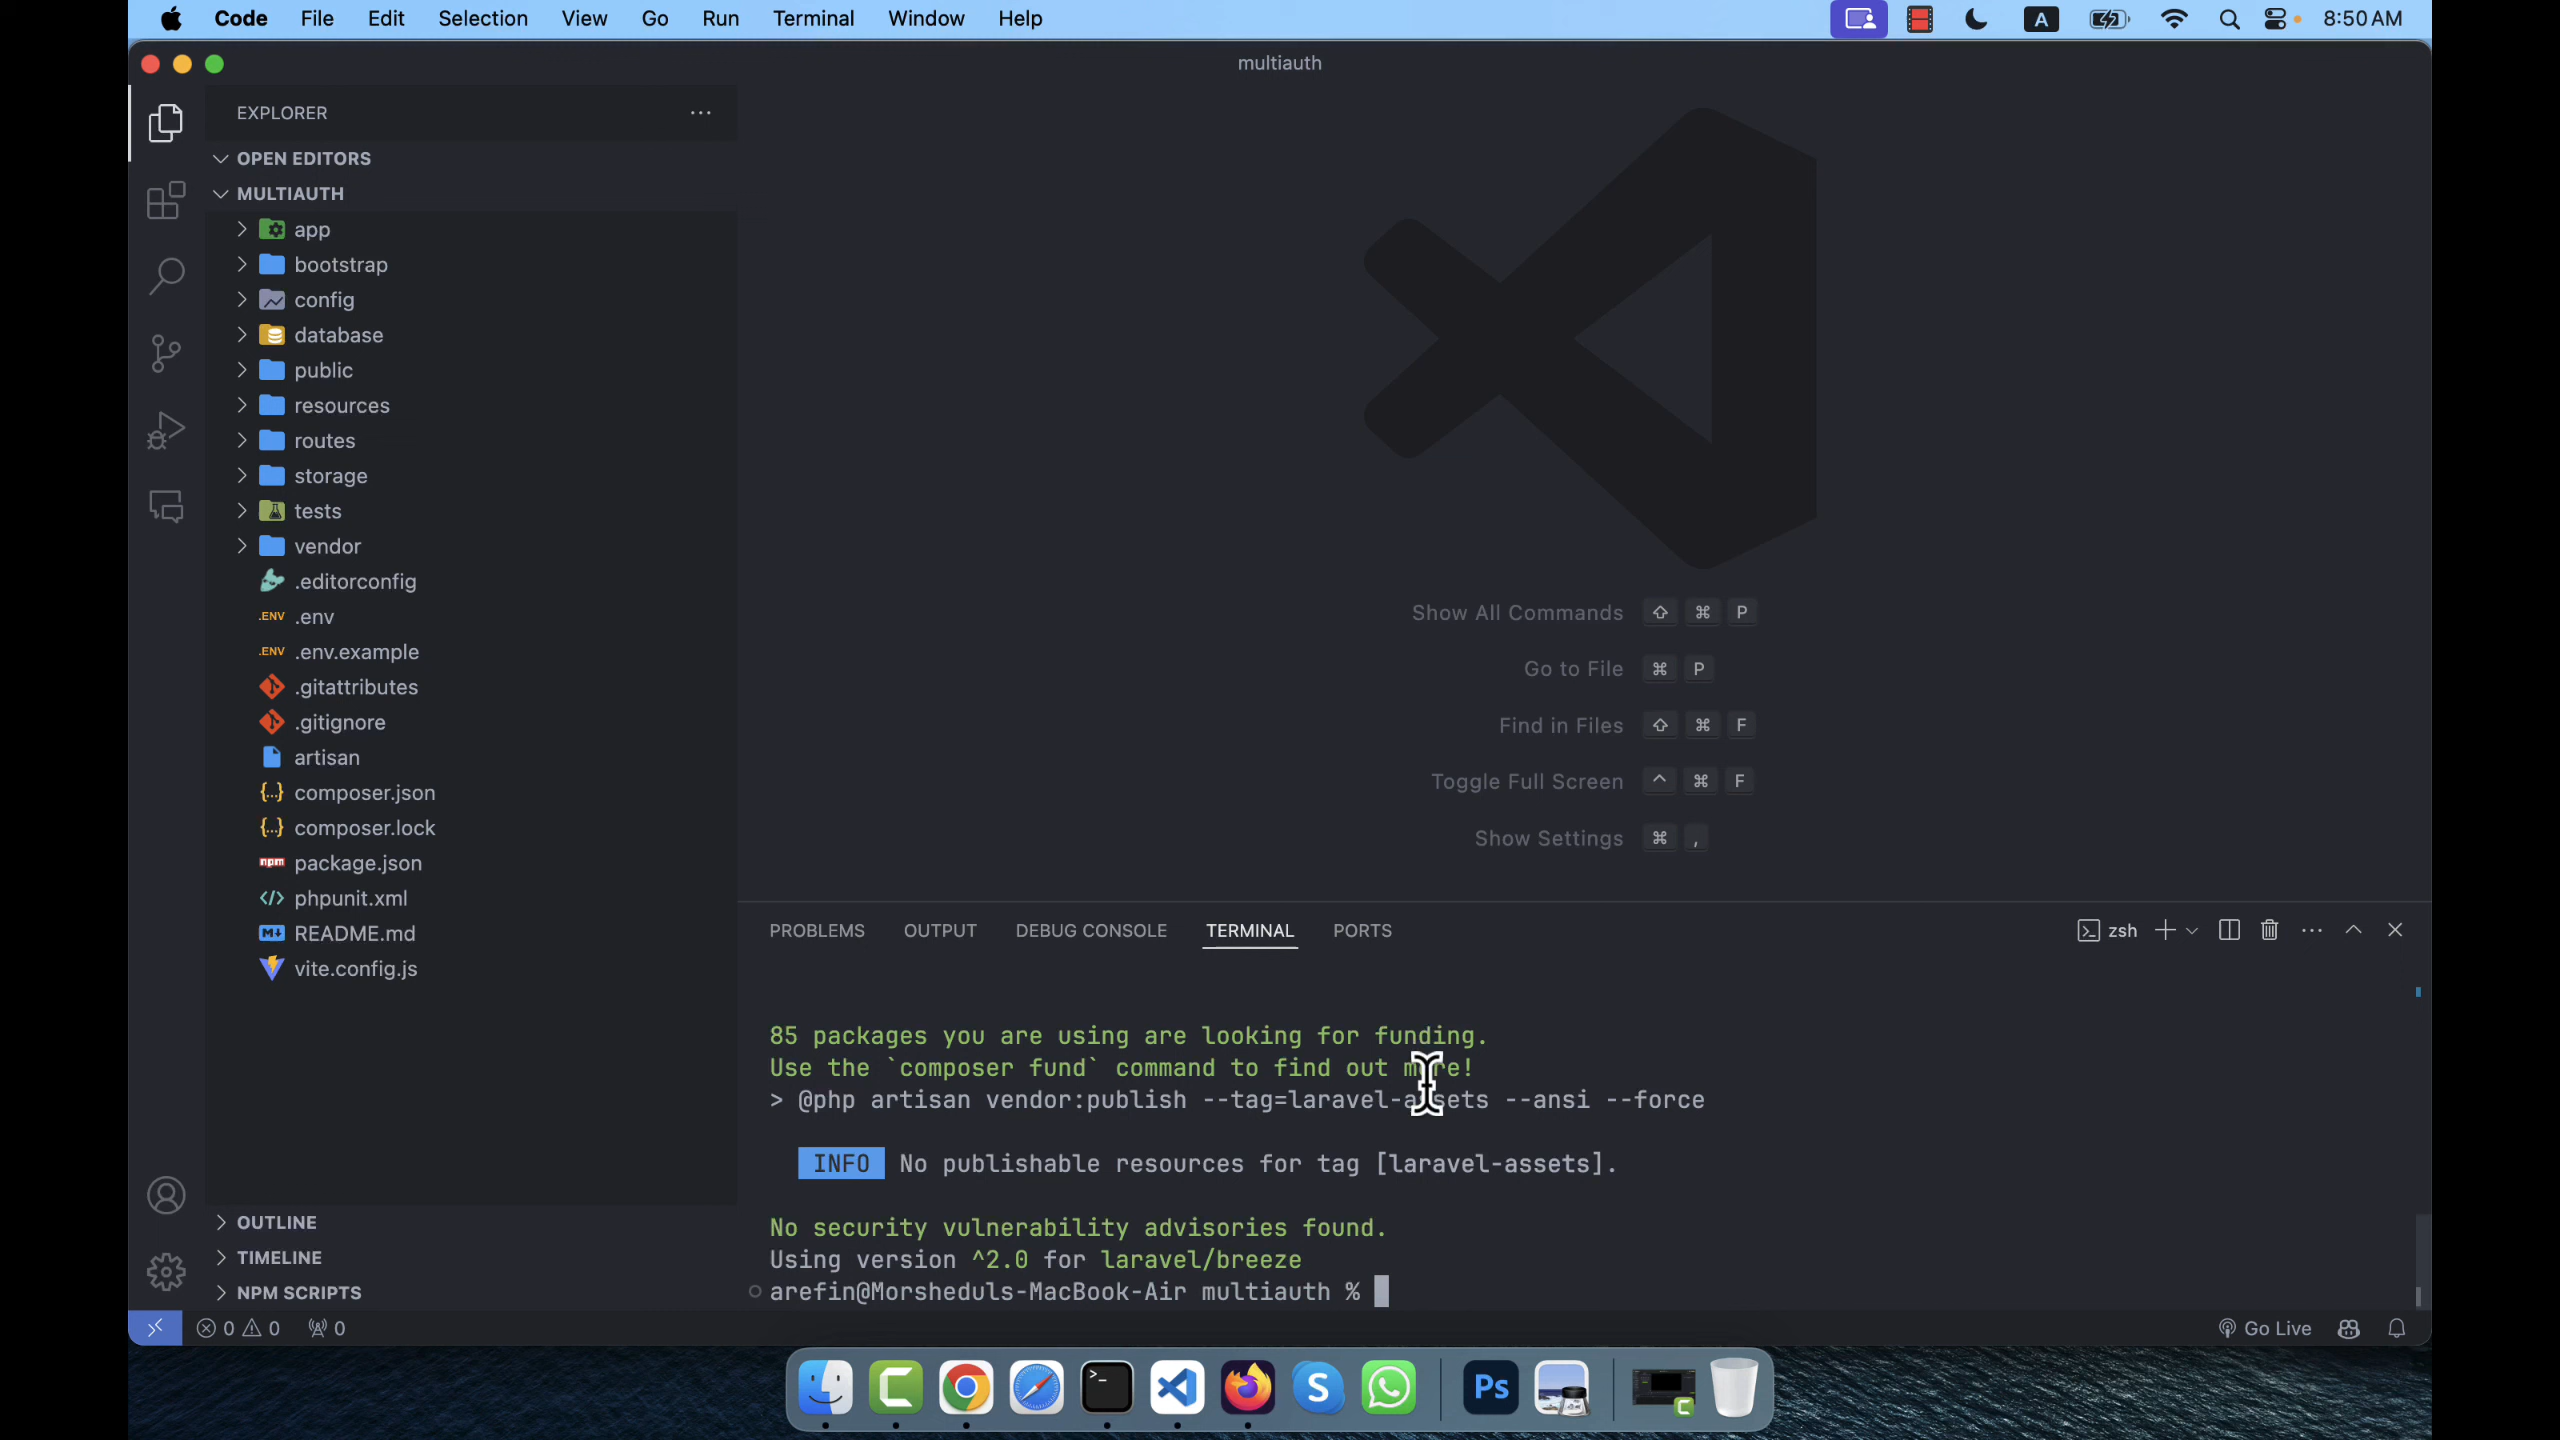 Code File Edit Selection View Go Run Terminal Window Help A 8:50 AM
multiauth
EXPLORER
OPEN EDITORS
MULTIAUTH
app
bootstrap
config
database
public
resources
routes
storage
tests
vendor
.editorconfig
.ENV .env
.ENV .env.example
.gitattributes
.gitignore
artisan
{...} composer.json
{...} composer.lock
npm package.json
</> phpunit.xml
M README.md
vite.config.js
OUTLINE
TIMELINE
NPM SCRIPTS
Show All Commands ⇧ ⌘ P
Go to File ⌘ P
Find in Files ⇧ ⌘ F
Toggle Full Screen ^ ⌘ F
Show Settings ⌘ ,
PROBLEMS OUTPUT DEBUG CONSOLE TERMINAL PORTS zsh
85 packages you are using are looking for funding.
Use the `composer fund` command to find out more!
> @php artisan vendor:publish --tag=laravel-assets --ansi --force
INFO No publishable resources for tag [laravel-assets].
No security vulnerability advisories found.
Using version ^2.0 for laravel/breeze
arefin@Morsheduls-MacBook-Air multiauth %
0 0 0 Go Live
>_ S Ps C